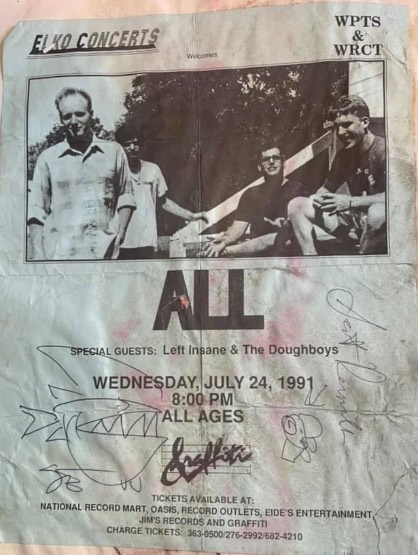 ELKO CONCERTS
WPTS
&
WRCT
Welcomes
ALL
SPECIAL GUESTS: Left Insane & The Doughboys
WEDNESDAY, JULY 24, 1991
8:00 PM
ALL AGES
Graffiti
TICKETS AVAILABLE AT:
NATIONAL RECORD MART, OASIS, RECORD OUTLETS, EIDE'S ENTERTAINMENT,
JIM'S RECORDS AND GRAFFITI
CHARGE TICKETS: 363-0500/276-2992/682-4210